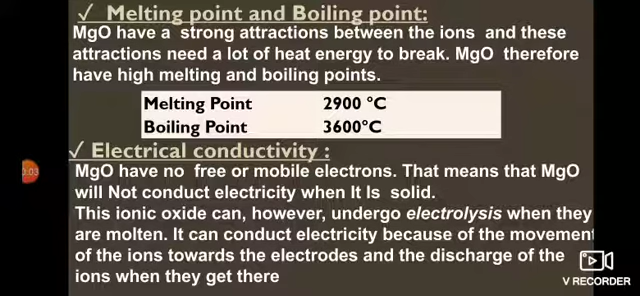 ✓ Melting point and Boiling point:
MgO have a strong attractions between the ions and these
attractions need a lot of heat energy to break. MgO therefore
have high melting and boiling points.
Melting Point 2900 °C
Boiling Point 3600°C
✓ Electrical conductivity :
MgO have no free or mobile electrons. That means that MgO
will Not conduct electricity when It Is solid.
This ionic oxide can, however, undergo electrolysis when they
are molten. It can conduct electricity because of the movement
of the ions towards the electrodes and the discharge of the
ions when they get there
0:03
V RECORDER